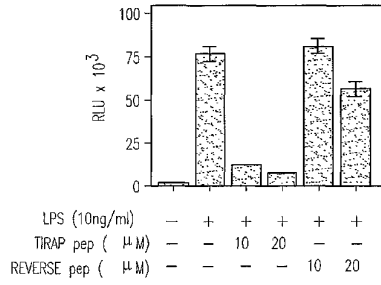 100
75
50
25
0
RLU x 10³
LPS (10ng/ml) – + + + + +
TIRAP pep ( μM) – – 10 20 – –
REVERSE pep ( μM) – – – – 10 20